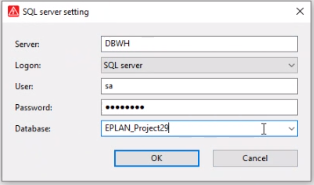 SQL server setting
Server: DBWH
Logon: SQL server
User: sa
Password: ●●●●●●●●
Database: EPLAN_Project29
OK Cancel